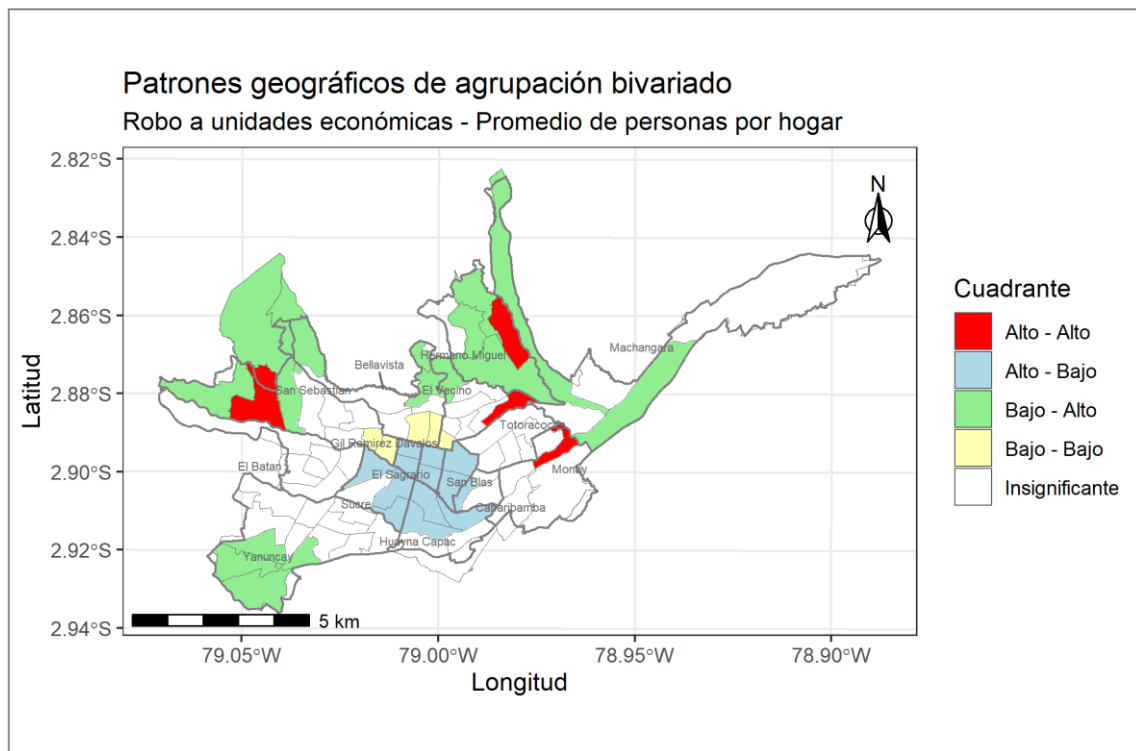 Patrones geográficos de agrupación bivariado
Robo a unidades económicas - Promedio de personas por hogar
2.82°S
2.84°S
2.86°S
2.88°S
2.90°S
2.92°S
2.94°S
Latitud
N
Machangara
Hermano Miguel
Bellavista
San Sebastian
El Vecino
Totoracocha
Gil Ramirez Davalos
El Batan
El Sagrario
San Blas
Monay
Sucre
Cañaribamba
Huayna Capac
Yanuncay
5 km
79.05°W
79.00°W
78.95°W
78.90°W
Longitud
Cuadrante
Alto - Alto
Alto - Bajo
Bajo - Alto
Bajo - Bajo
Insignificante